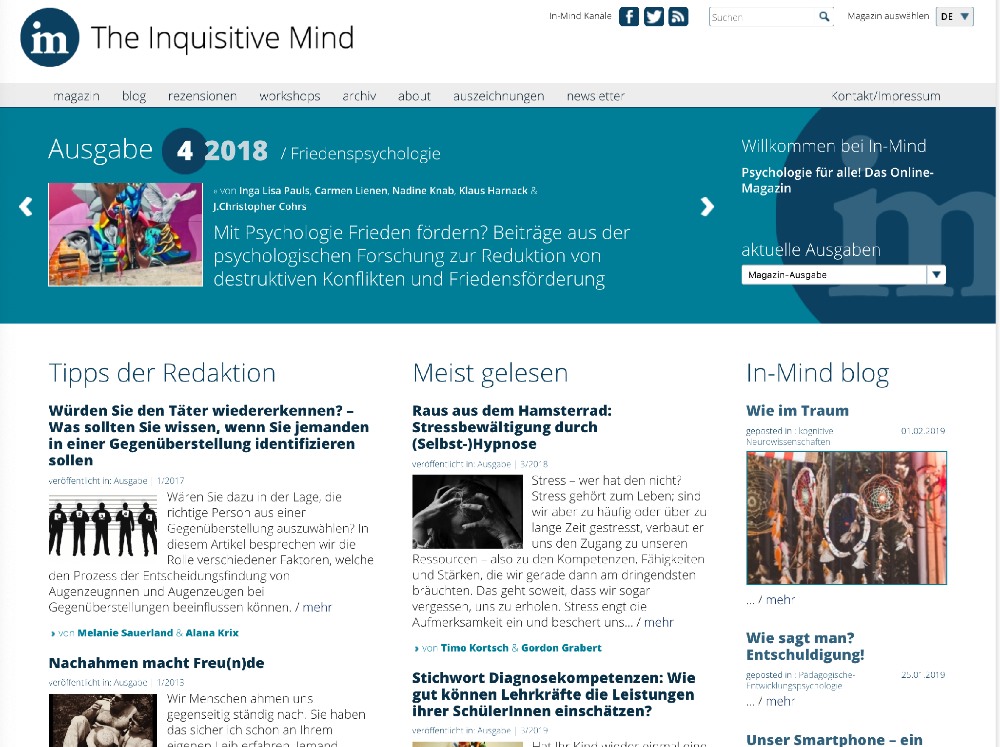 im
The Inquisitive Mind
In-Mind Kanäle
Suchen
Magazin auswählen
DE
magazin blog rezensionen workshops archiv about auszeichnungen newsletter Kontakt/Impressum
Ausgabe 4 2018 / Friedenspsychologie
» von Inga Lisa Pauls, Carmen Lienen, Nadine Knab, Klaus Harnack &
J.Christopher Cohrs
Mit Psychologie Frieden fördern? Beiträge aus der
psychologischen Forschung zur Reduktion von
destruktiven Konflikten und Friedensförderung
Willkommen bei In-Mind
Psychologie für alle! Das Online-
Magazin
aktuelle Ausgaben
Magazin-Ausgabe
Tipps der Redaktion
Würden Sie den Täter wiedererkennen? –
Was sollten Sie wissen, wenn Sie jemanden
in einer Gegenüberstellung identifizieren
sollen
veröffentlicht in: Ausgabe | 1/2017
1 2 3 4 5
Wären Sie dazu in der Lage, die
richtige Person aus einer
Gegenüberstellung auszuwählen? In
diesem Artikel besprechen wir die
Rolle verschiedener Faktoren, welche
den Prozess der Entscheidungsfindung von
Augenzeugnnen und Augenzeugen bei
Gegenüberstellungen beeinflussen können. / mehr
von Melanie Sauerland & Alana Krix
Nachahmen macht Freu(n)de
veröffentlicht in: Ausgabe | 1/2013
Wir Menschen ahmen uns
gegenseitig ständig nach. Sie haben
das sicherlich schon an Ihrem
eigenen Leib erfahren. Jemand
Meist gelesen
Raus aus dem Hamsterrad:
Stressbewältigung durch
(Selbst-)Hypnose
veröffentlicht in: Ausgabe | 3/2018
Stress – wer hat den nicht?
Stress gehört zum Leben; sind
wir aber zu häufig oder über zu
lange Zeit gestresst, verbaut er
uns den Zugang zu unseren
Ressourcen – also zu den Kompetenzen, Fähigkeiten
und Stärken, die wir gerade dann am dringendsten
bräuchten. Das geht soweit, dass wir sogar
vergessen, uns zu erholen. Stress engt die
Aufmerksamkeit ein und beschert uns... / mehr
von Timo Kortsch & Gordon Grabert
Stichwort Diagnosekompetenzen: Wie
gut können Lehrkräfte die Leistungen
ihrer SchülerInnen einschätzen?
veröffentlicht in: Ausgabe | 3/2019
Hat Ihr Kind wieder einmal eine
In-Mind blog
Wie im Traum
geposted in : kognitive 01.02.2019
Neurowissenschaften
... / mehr
Wie sagt man?
Entschuldigung!
geposted in : Pädagogische- 25.01.2019
Entwicklungspsychologie
... / mehr
Unser Smartphone – ein